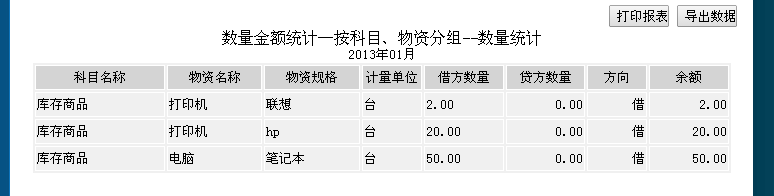 打印报表 导出数据
数量金额统计—按科目、物资分组--数量统计
2013年01月
科目名称 物资名称 物资规格 计量单位 借方数量 贷方数量 方向 余额
库存商品 打印机 联想 台 2.00 0.00 借 2.00
库存商品 打印机 hp 台 20.00 0.00 借 20.00
库存商品 电脑 笔记本 台 50.00 0.00 借 50.00